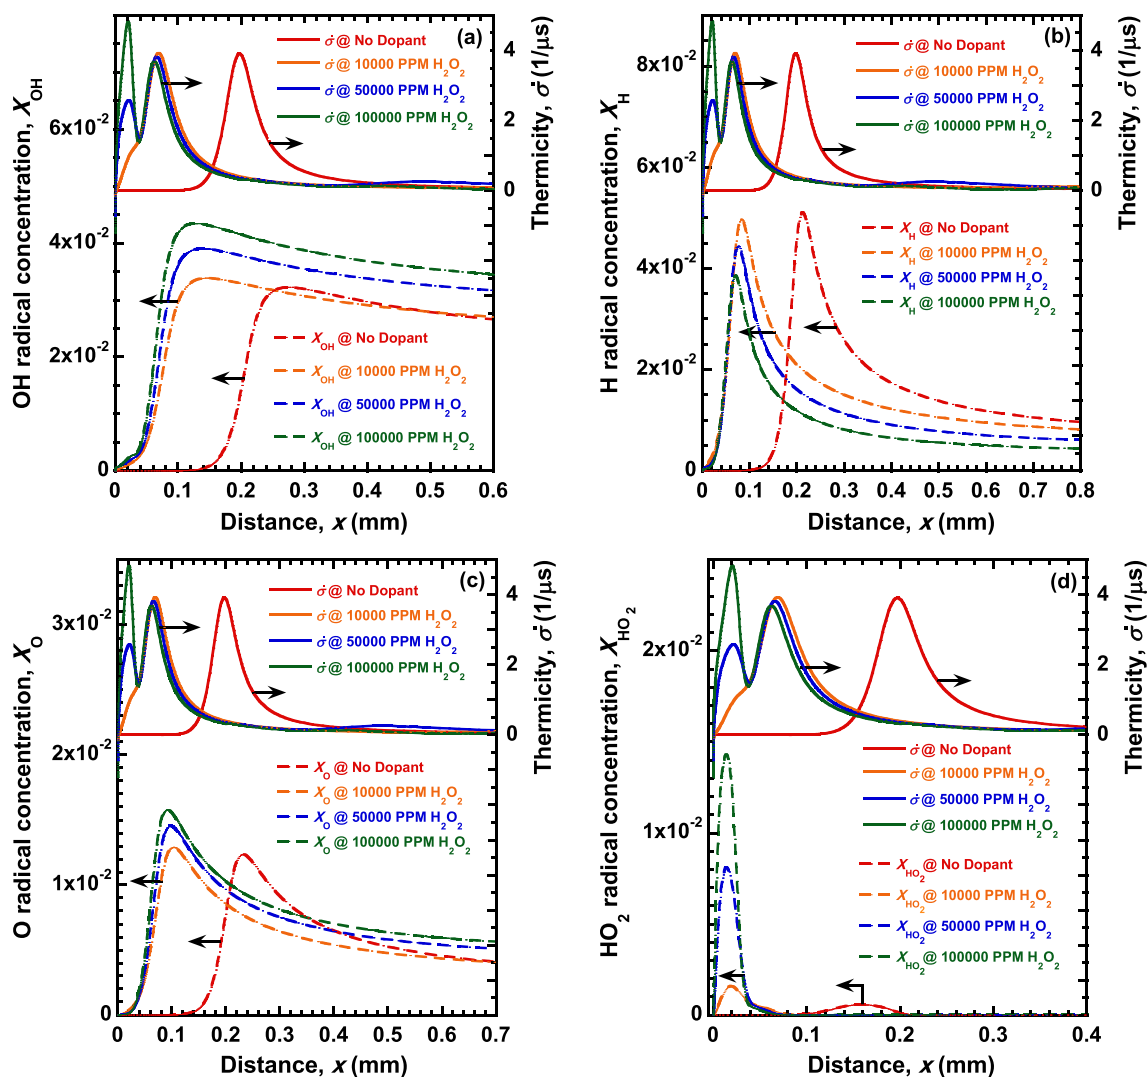 (a)
σ̇ @ No Dopant
σ̇ @ 10000 PPM H₂O₂
σ̇ @ 50000 PPM H₂O₂
σ̇ @ 100000 PPM H₂O₂
X_OH @ No Dopant
X_OH @ 10000 PPM H₂O₂
X_OH @ 50000 PPM H₂O₂
X_OH @ 100000 PPM H₂O₂
OH radical concentration, X_OH
6x10⁻²
4x10⁻²
2x10⁻²
0
Thermicity, σ̇ (1/μs)
4
3
2
1
0
0 0.1 0.2 0.3 0.4 0.5 0.6
Distance, x (mm)
(b)
σ̇ @ No Dopant
σ̇ @ 10000 PPM H₂O₂
σ̇ @ 50000 PPM H₂O₂
σ̇ @ 100000 PPM H₂O₂
X_H @ No Dopant
X_H @ 10000 PPM H₂O₂
X_H @ 50000 PPM H₂O₂
X_H @ 100000 PPM H₂O₂
H radical concentration, X_H
8x10⁻²
6x10⁻²
4x10⁻²
2x10⁻²
0
Thermicity, σ̇ (1/μs)
4
3
2
1
0
0 0.1 0.2 0.3 0.4 0.5 0.6 0.7 0.8
Distance, x (mm)
(c)
σ̇ @ No Dopant
σ̇ @ 10000 PPM H₂O₂
σ̇ @ 50000 PPM H₂O₂
σ̇ @ 100000 PPM H₂O₂
X_O @ No Dopant
X_O @ 10000 PPM H₂O₂
X_O @ 50000 PPM H₂O₂
X_O @ 100000 PPM H₂O₂
O radical concentration, X_O
3x10⁻²
2x10⁻²
1x10⁻²
0
Thermicity, σ̇ (1/μs)
4
3
2
1
0
0 0.1 0.2 0.3 0.4 0.5 0.6 0.7
Distance, x (mm)
(d)
σ̇ @ No Dopant
σ̇ @ 10000 PPM H₂O₂
σ̇ @ 50000 PPM H₂O₂
σ̇ @ 100000 PPM H₂O₂
X_HO₂ @ No Dopant
X_HO₂ @ 10000 PPM H₂O₂
X_HO₂ @ 50000 PPM H₂O₂
X_HO₂ @ 100000 PPM H₂O₂
HO₂ radical concentration, X_HO₂
2x10⁻²
1x10⁻²
0
Thermicity, σ̇ (1/μs)
4
3
2
1
0
0 0.1 0.2 0.3 0.4
Distance, x (mm)